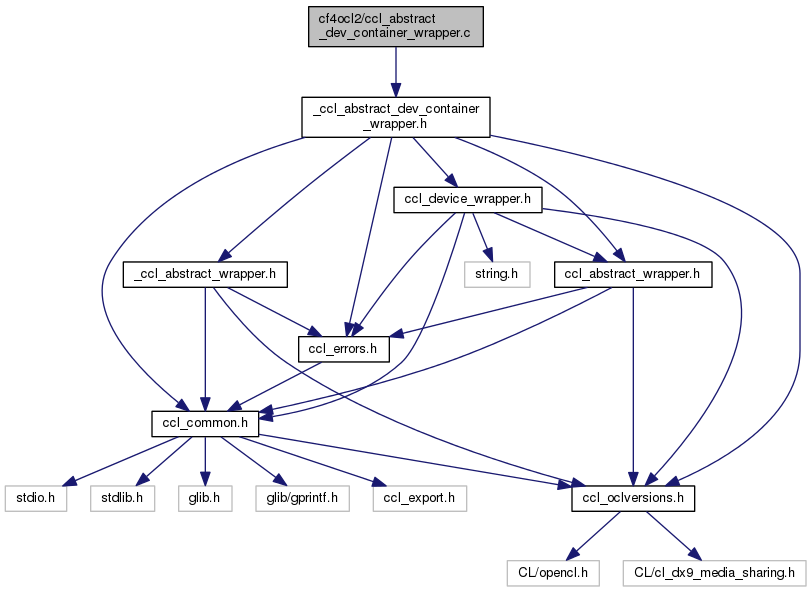 cf4ocl2/ccl_abstract
_dev_container_wrapper.c
_ccl_abstract_dev_container
_wrapper.h
ccl_device_wrapper.h
_ccl_abstract_wrapper.h
string.h
ccl_abstract_wrapper.h
ccl_errors.h
ccl_common.h
stdio.h
stdlib.h
glib.h
glib/gprintf.h
ccl_export.h
ccl_oclversions.h
CL/opencl.h
CL/cl_dx9_media_sharing.h